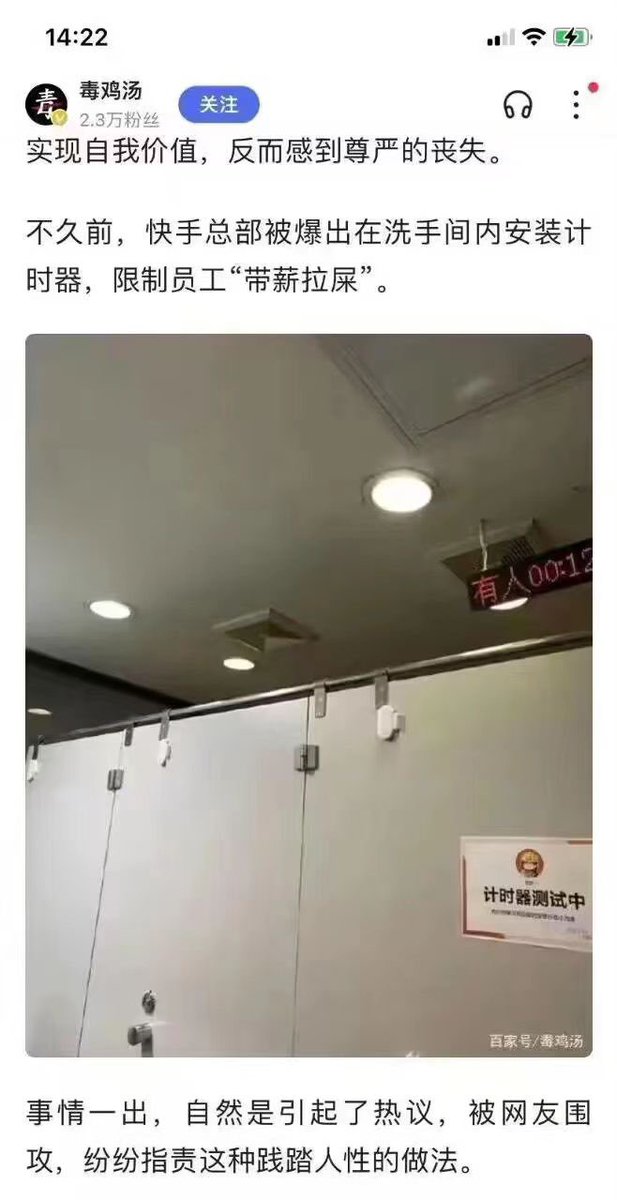 14:22
毒鸡汤
2.3万粉丝
关注
实现自我价值，反而感到尊严的丧失。
不久前，快手总部被爆出在洗手间内安装计
时器，限制员工“带薪拉屎”。
有人00:12
计时器测试中
百家号/毒鸡汤
事情一出，自然是引起了热议，被网友围
攻，纷纷指责这种践踏人性的做法。